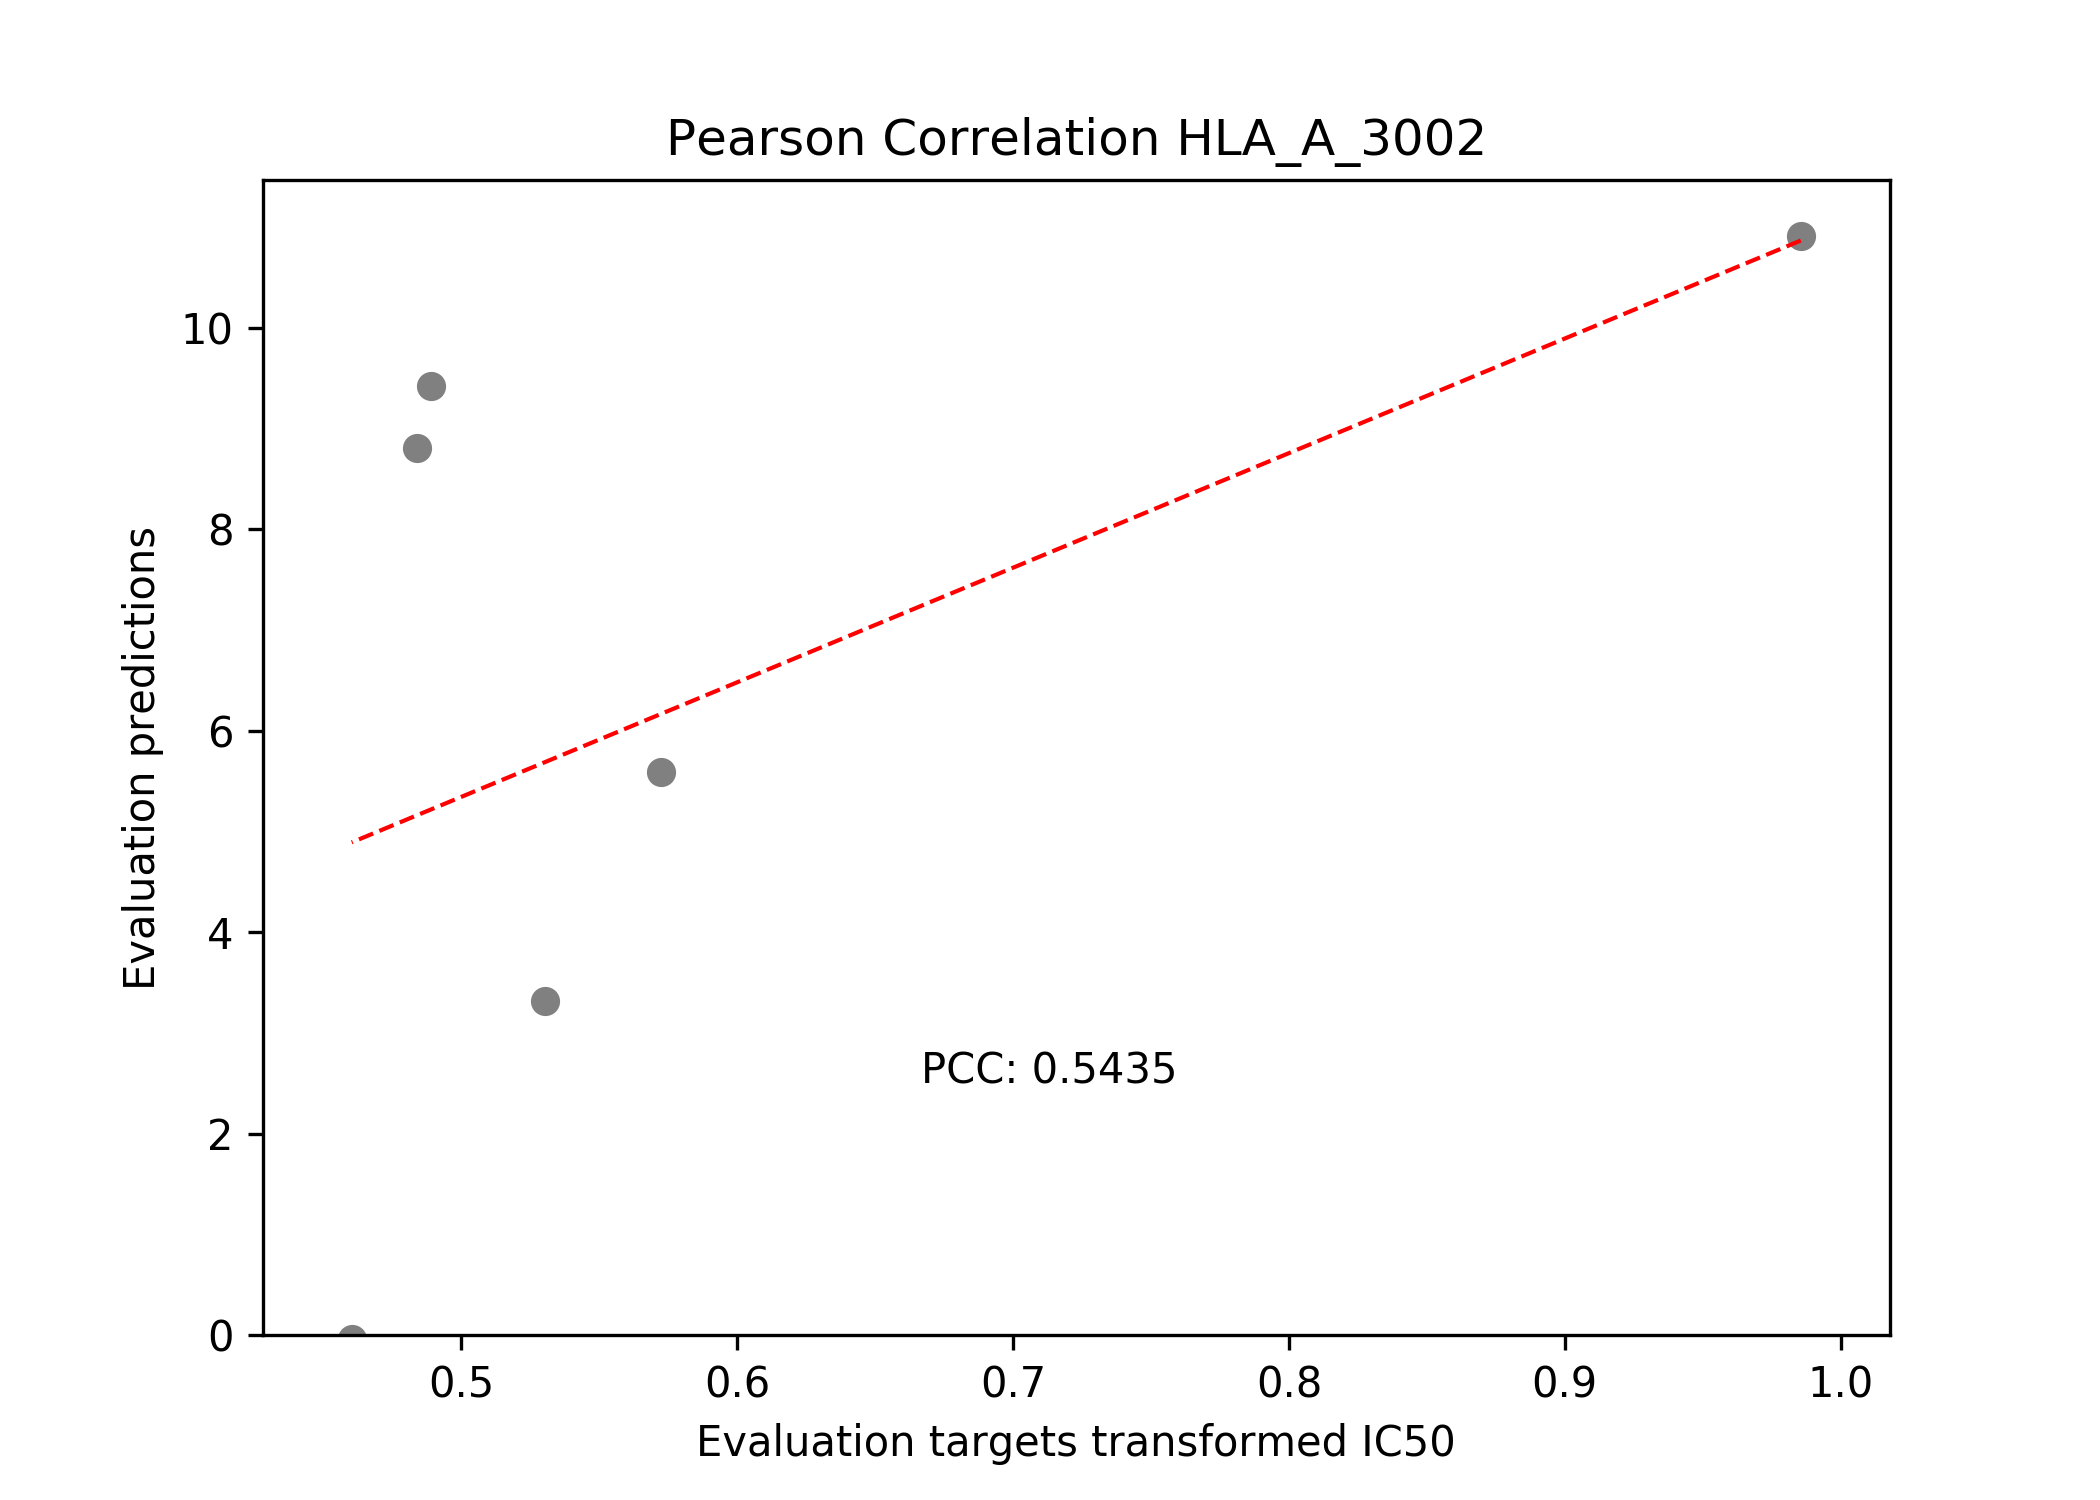 Pearson Correlation HLA_A_3002
10
8
6
4
2
0
Evaluation predictions
PCC: 0.5435
0.5 0.6 0.7 0.8 0.9 1.0
Evaluation targets transformed IC50